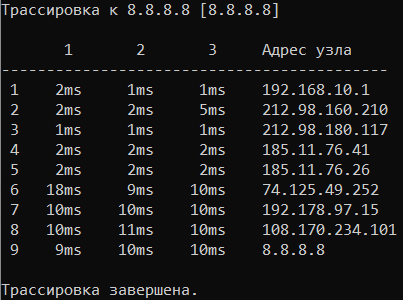 Трассировка к 8.8.8.8 [8.8.8.8]
1 2 3 Адрес узла
-------------------------------------------
1 2ms 1ms 1ms 192.168.10.1
2 2ms 2ms 5ms 212.98.160.210
3 1ms 1ms 1ms 212.98.180.117
4 2ms 2ms 2ms 185.11.76.41
5 2ms 2ms 2ms 185.11.76.26
6 18ms 9ms 10ms 74.125.49.252
7 10ms 10ms 10ms 192.178.97.15
8 10ms 11ms 10ms 108.170.234.101
9 9ms 10ms 10ms 8.8.8.8
Трассировка завершена.